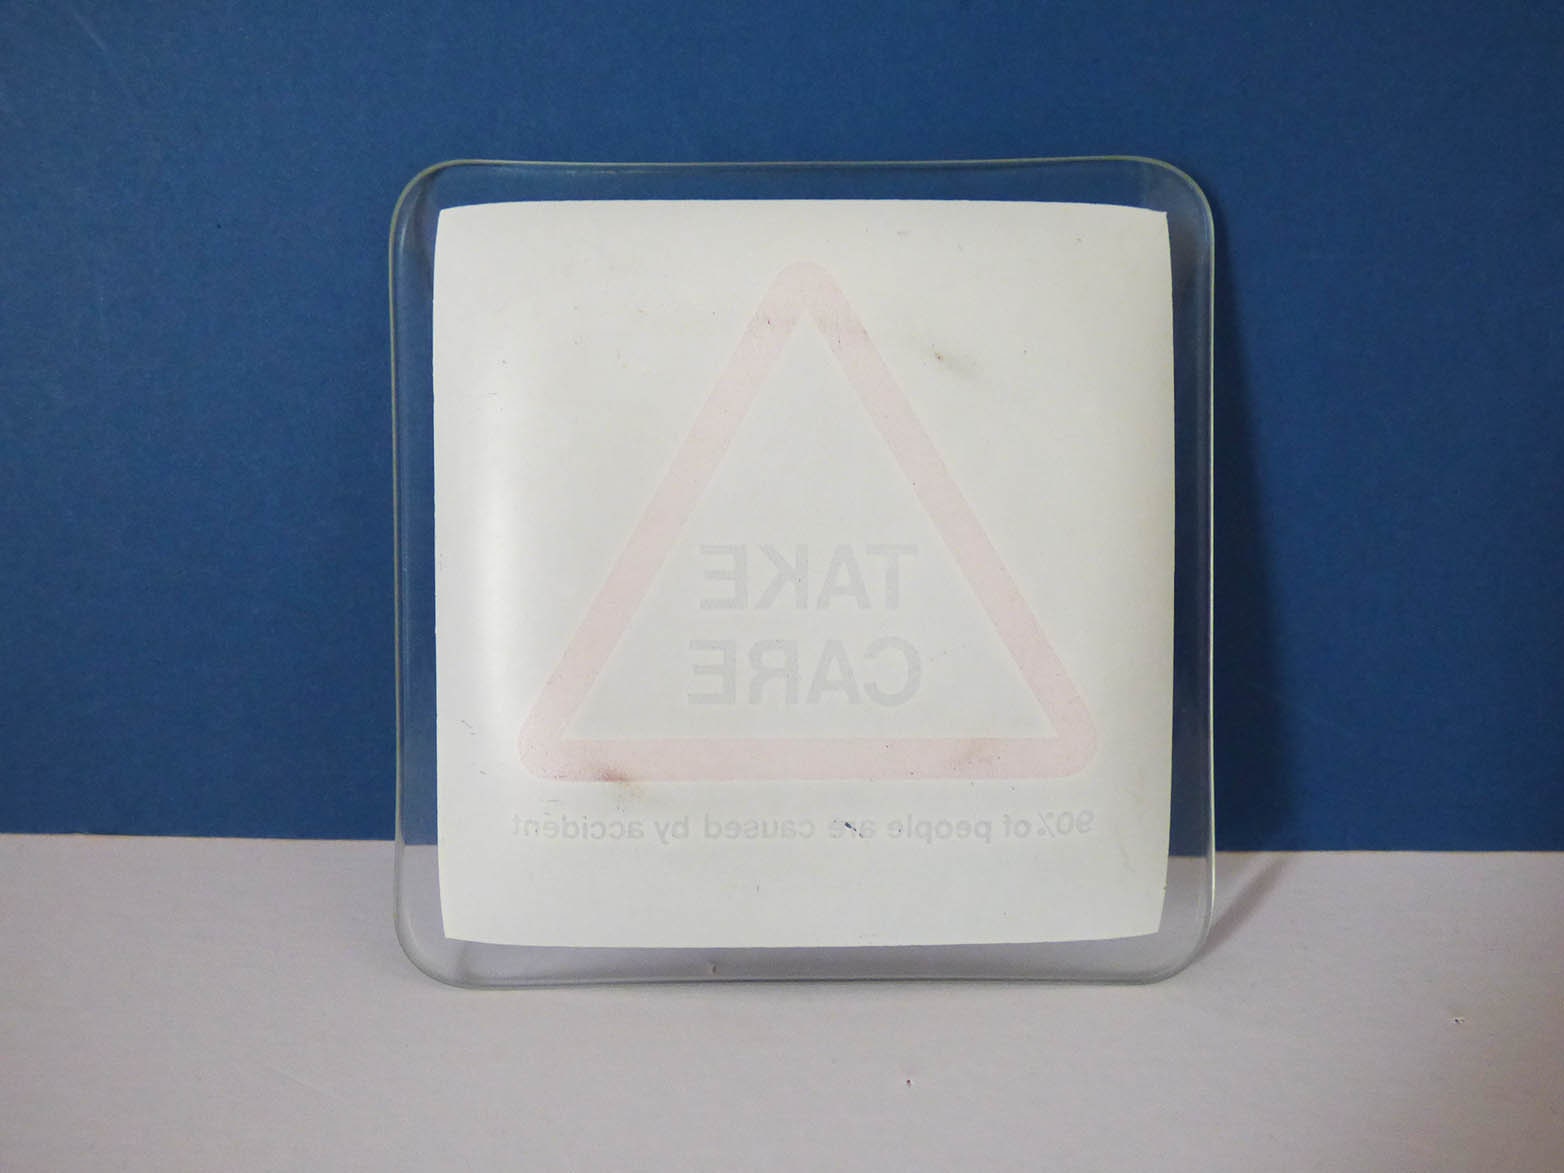 TAKE
CARE
90% of people are caused by accident